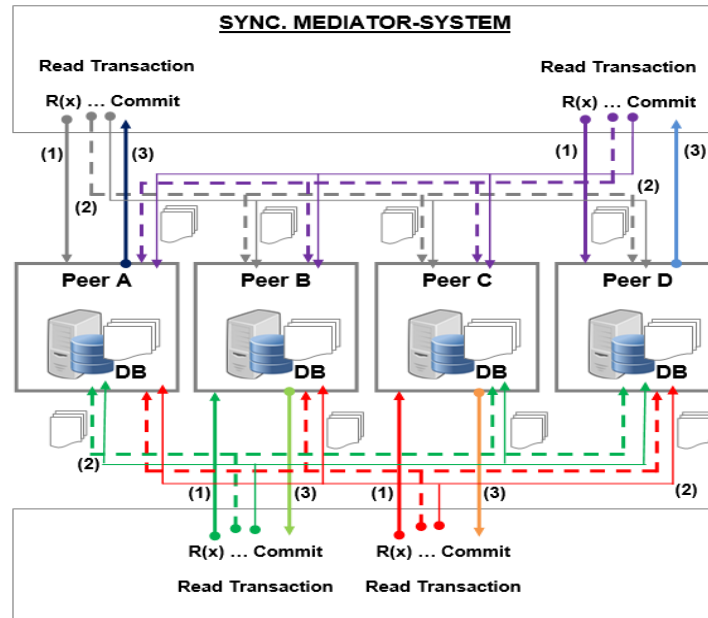 SYNC. MEDIATOR-SYSTEM
Read Transaction
Read Transaction
R(x) … Commit
R(x) … Commit
(1)
(3)
(1)
(3)
(2)
(2)
Peer A
Peer B
Peer C
Peer D
DB
DB
DB
DB
(2)
(1)
(3)
(1)
(3)
(2)
R(x) … Commit
R(x) … Commit
Read Transaction
Read Transaction